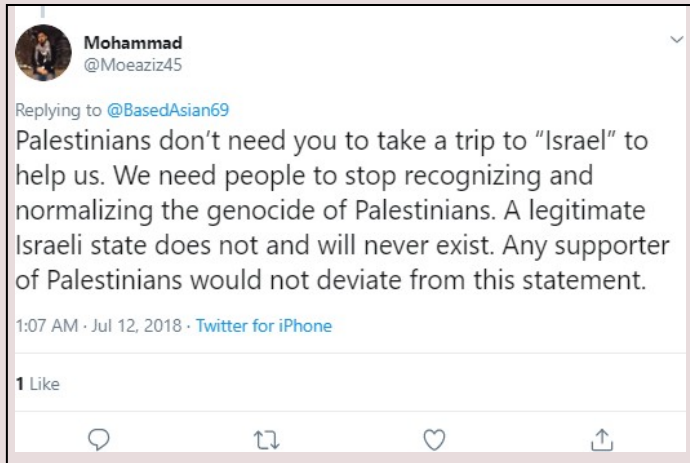 Mohammad
@Moeaziz45
Replying to @BasedAsian69
Palestinians don’t need you to take a trip to “Israel” to
help us. We need people to stop recognizing and
normalizing the genocide of Palestinians. A legitimate
Israeli state does not and will never exist. Any supporter
of Palestinians would not deviate from this statement.
1:07 AM · Jul 12, 2018 · Twitter for iPhone
1 Like